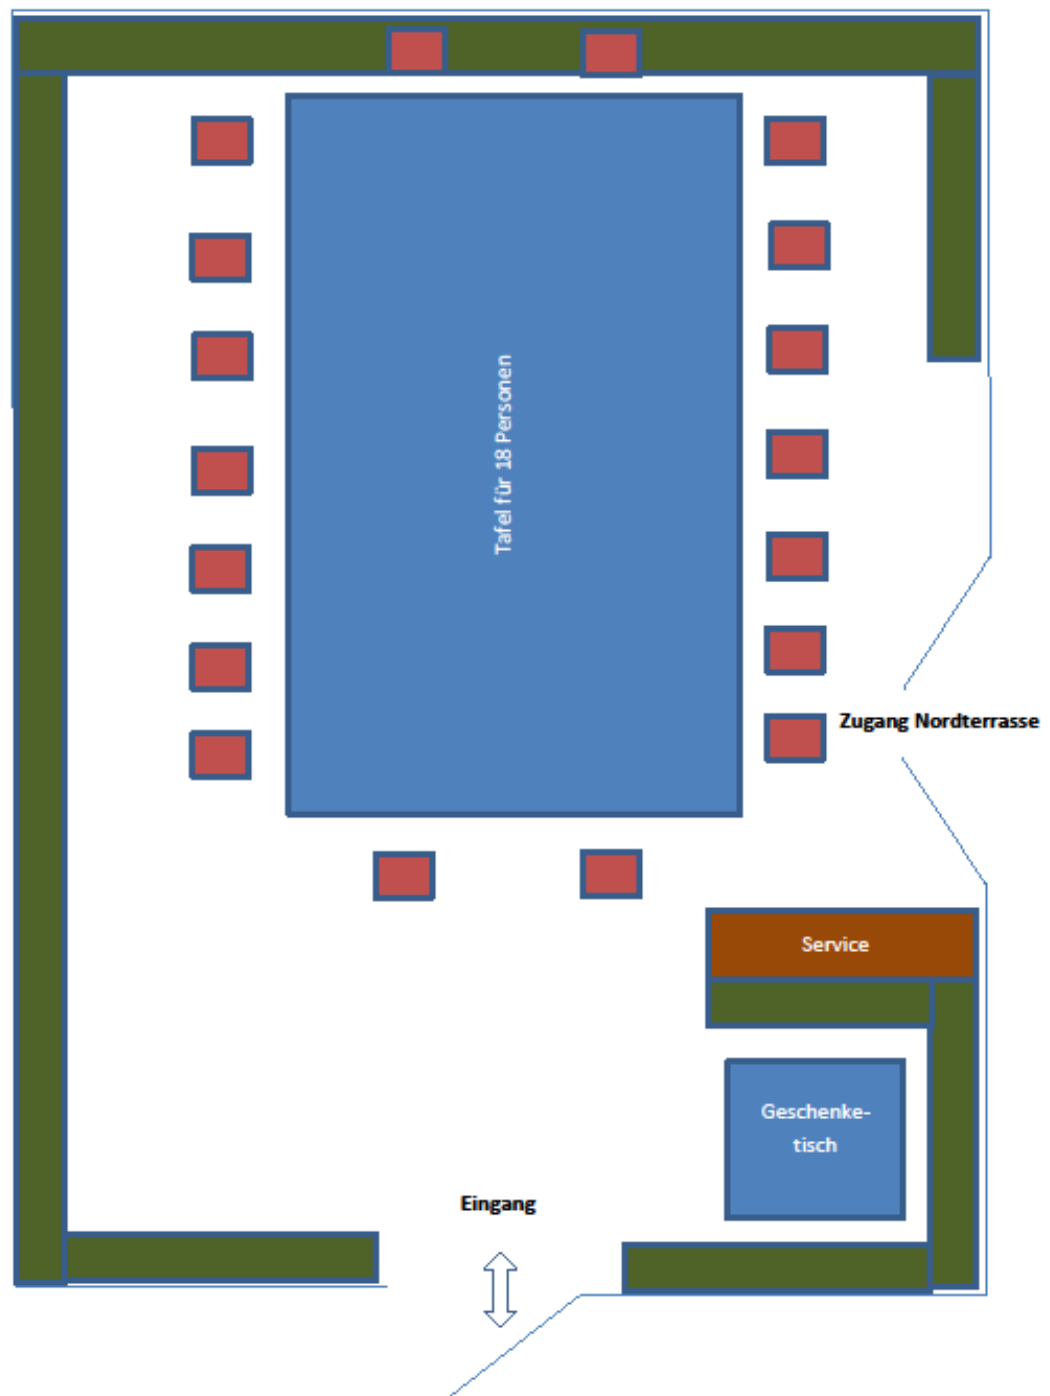 Tafel für 18 Personen
Zugang Nordterrasse
Service
Geschenke-
tisch
Eingang